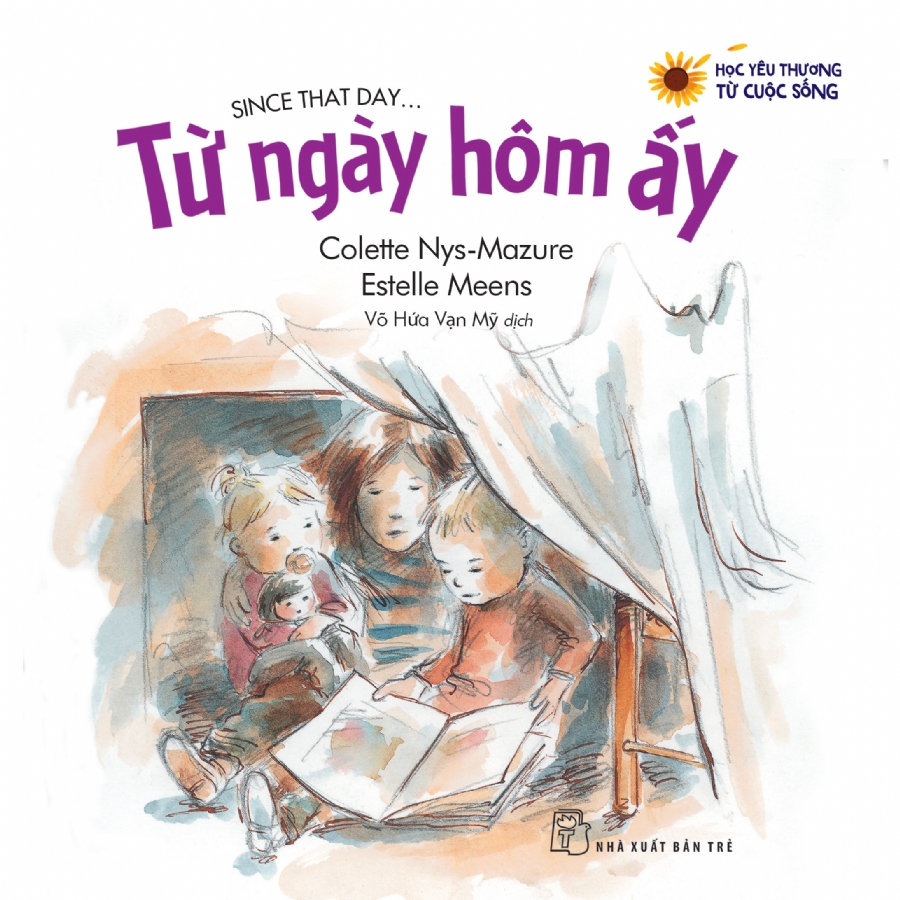 HỌC YÊU THƯƠNG
TỪ CUỘC SỐNG
SINCE THAT DAY...
Từ ngày hôm ấy
Colette Nys-Mazure
Estelle Meens
Võ Hứa Vạn Mỹ dịch
NHÀ XUẤT BẢN TRẺ